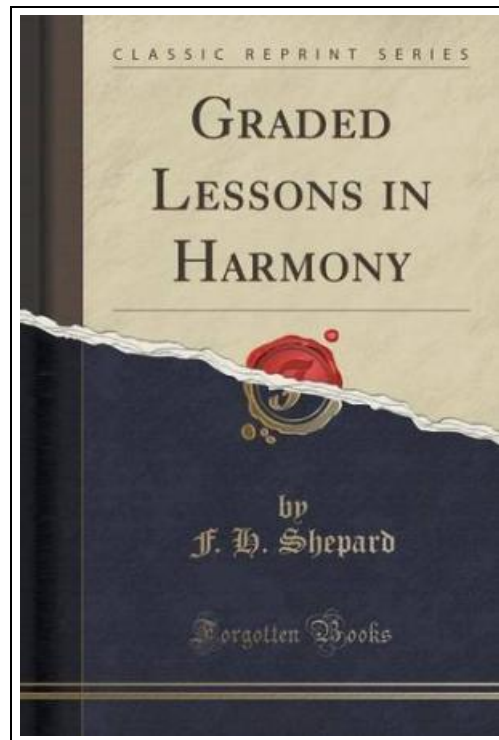 CLASSIC REPRINT SERIES
GRADED
LESSONS IN
HARMONY
by
F. H. Shepard
Forgotten Books